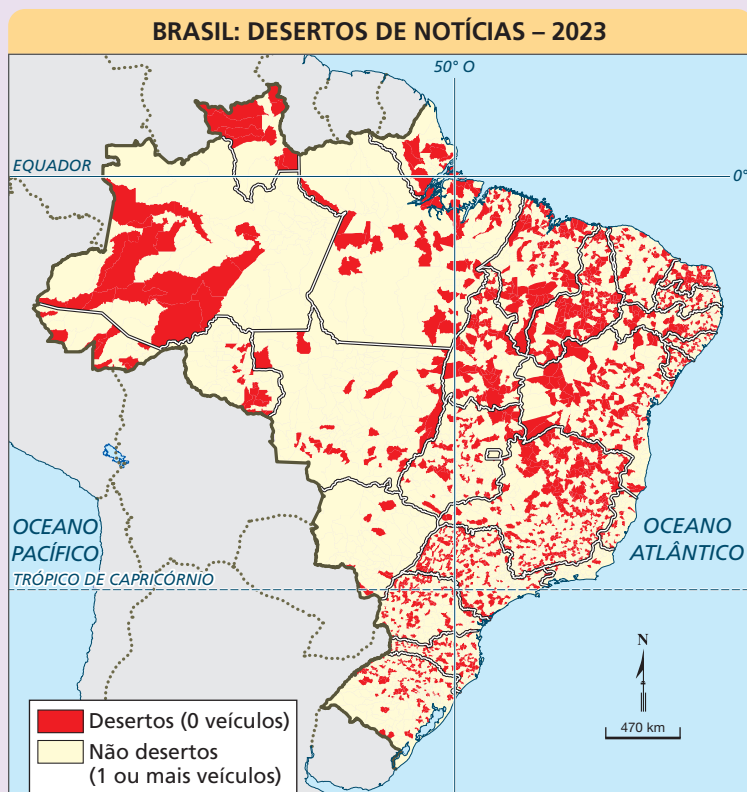 BRASIL: DESERTOS DE NOTÍCIAS – 2023
50° O
EQUADOR
0°
OCEANO
PACÍFICO
OCEANO
ATLÂNTICO
TRÓPICO DE CAPRICÓRNIO
N
470 km
Desertos (0 veículos)
Não desertos
(1 ou mais veículos)